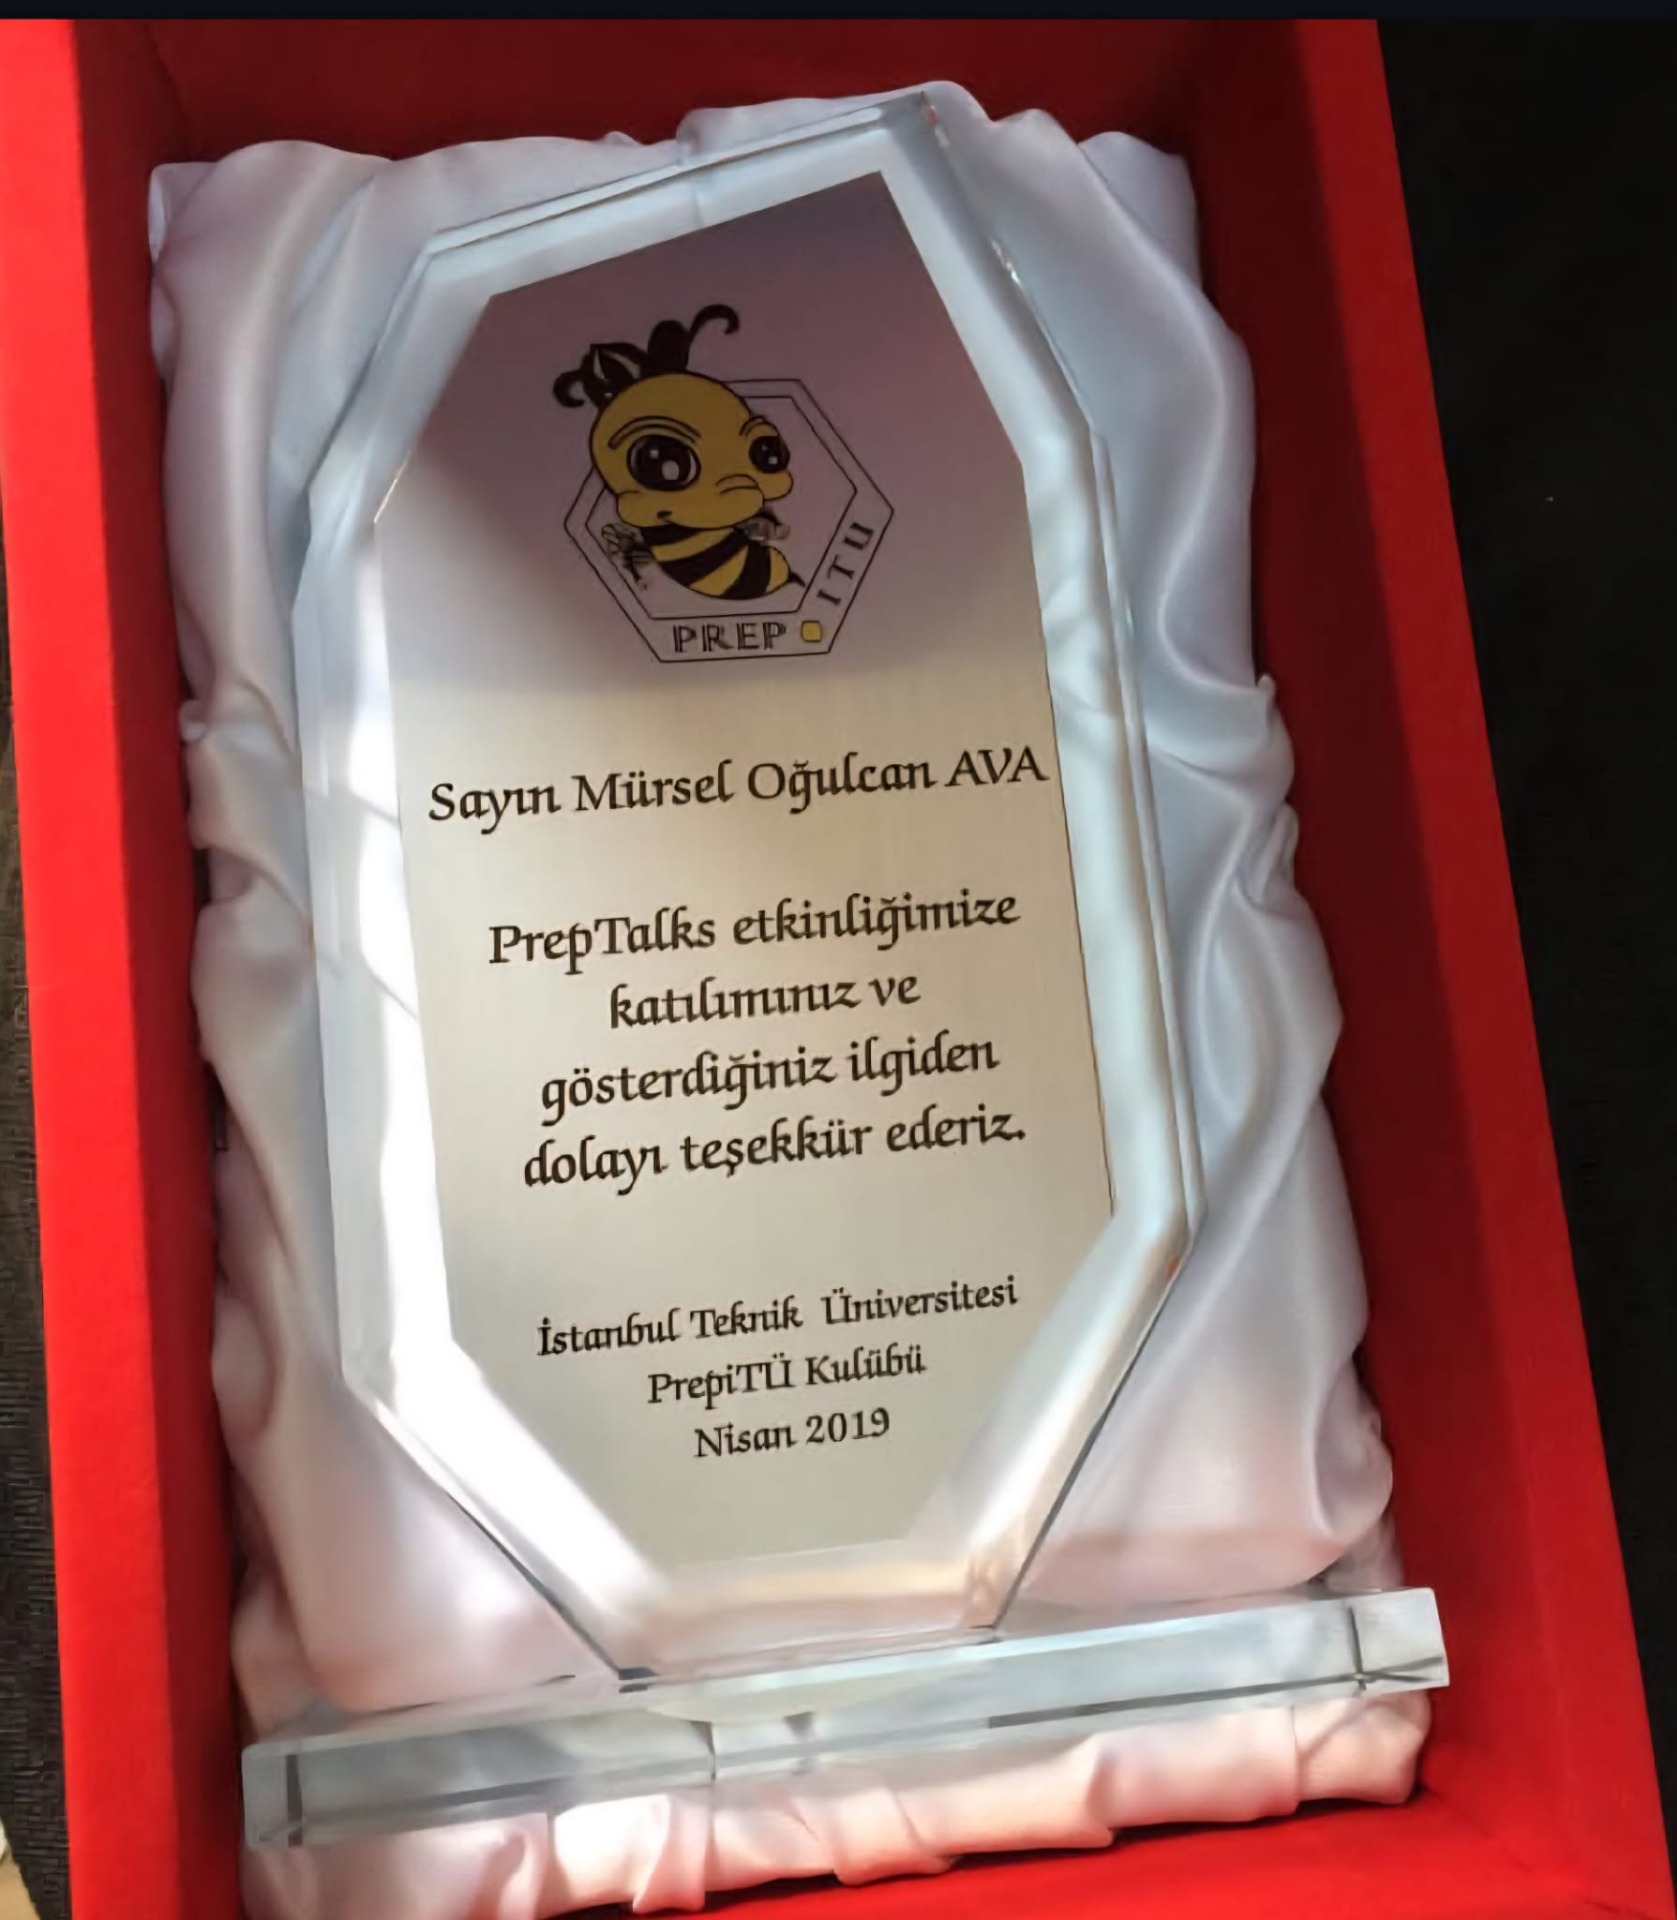 PREP ITU
Sayın Mürsel Oğulcan AVA
PrepTalks etkinliğimize
katılımınız ve
gösterdiğiniz ilgiden
dolayı teşekkür ederiz.
İstanbul Teknik Üniversitesi
PrepiTÜ Kulübü
Nisan 2019